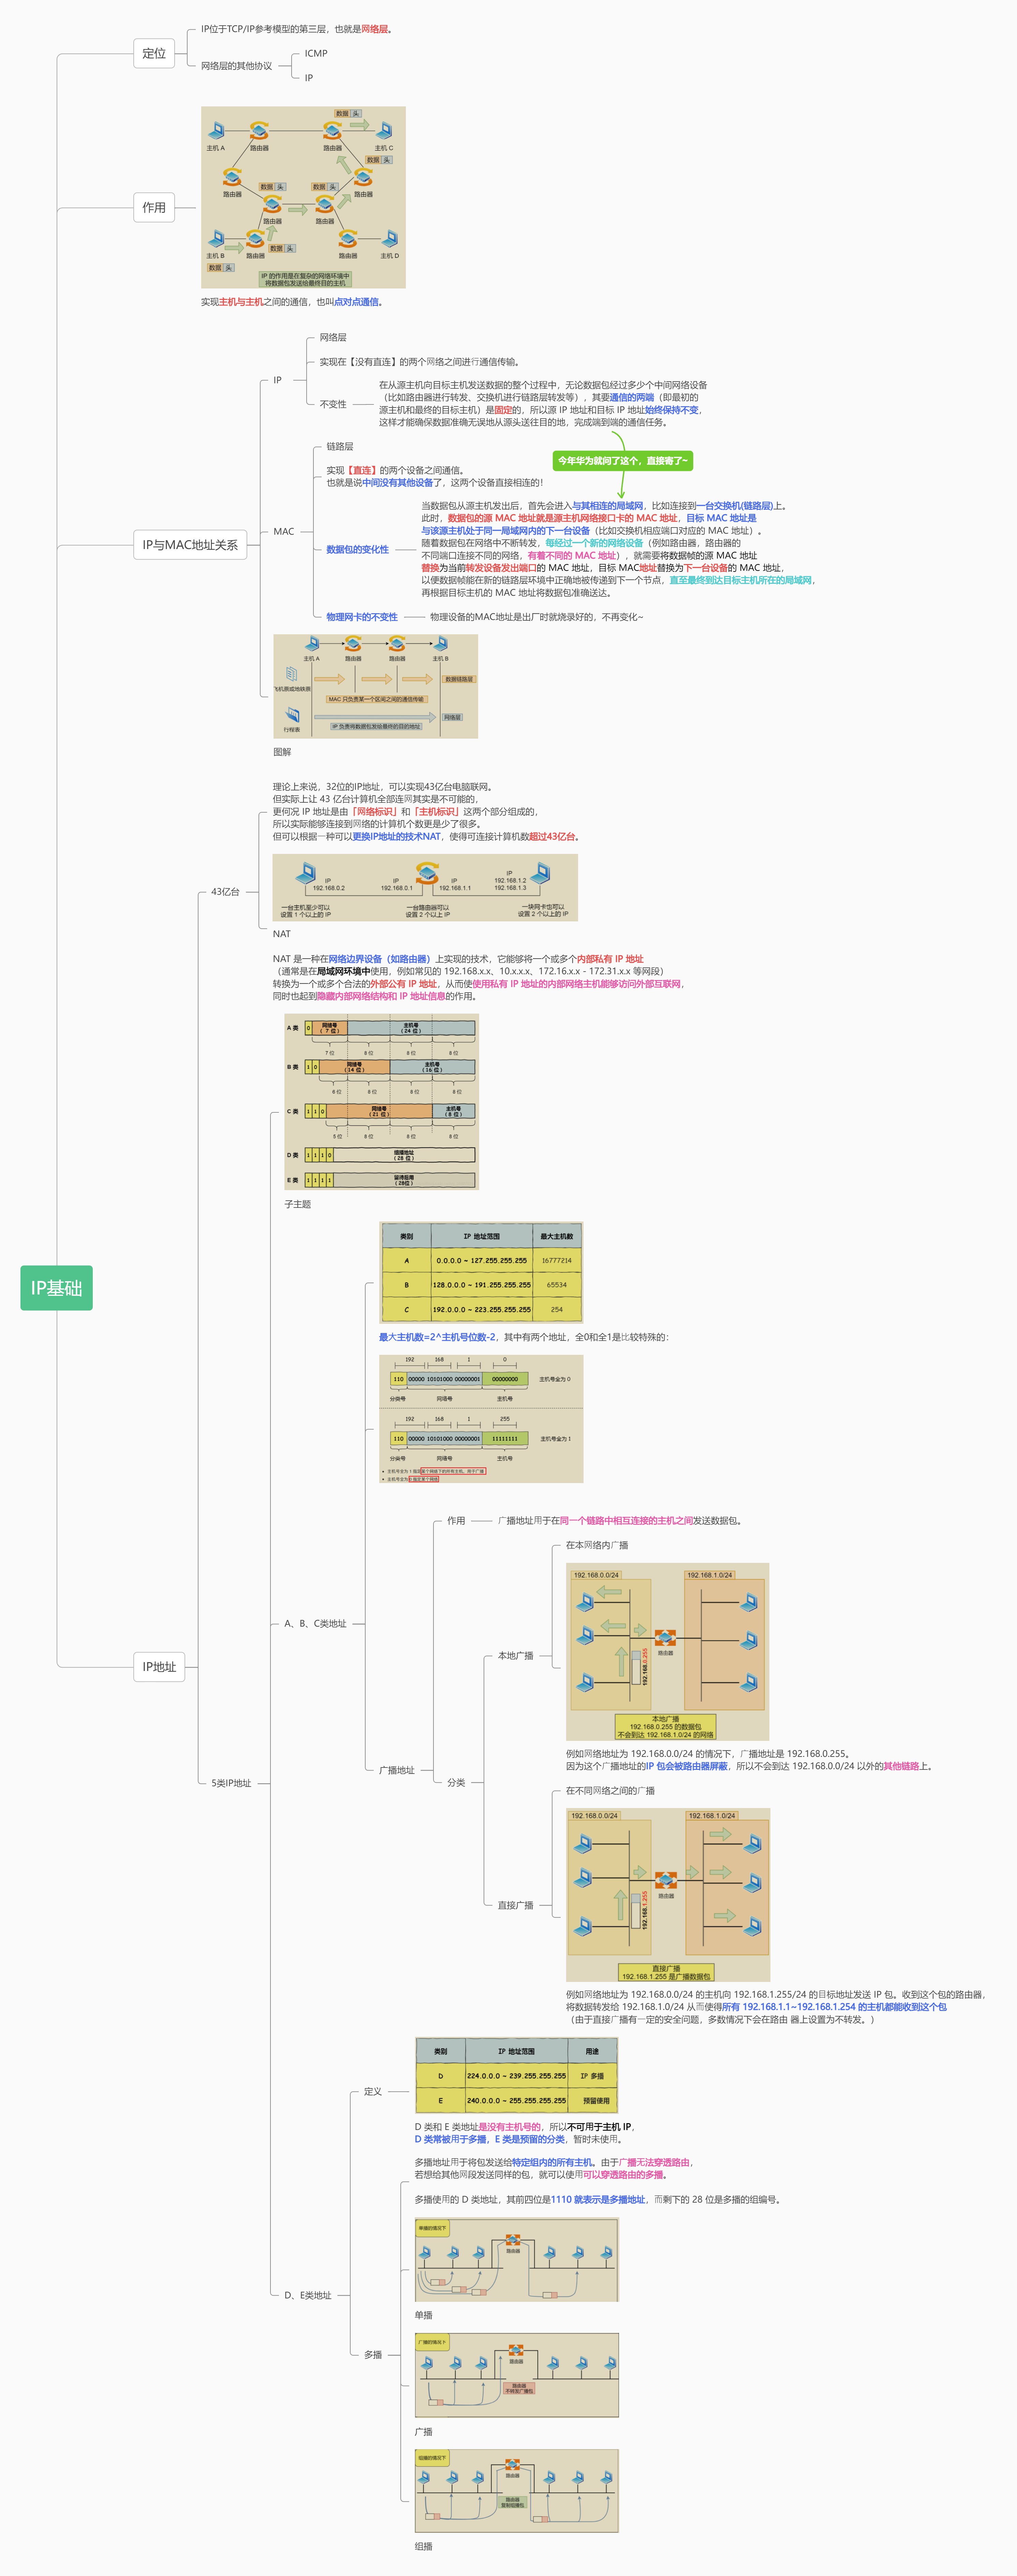 IP基础
定位
IP位于TCP/IP参考模型的第三层，也就是网络层。
网络层的其他协议
ICMP
IP
作用
数据 头
主机 A
路由器
路由器
主机 C
数据 头
路由器
路由器
数据 头
数据 头
路由器
路由器
主机 B
路由器
数据 头
路由器
主机 D
数据 头
IP 的作用是在复杂的网络环境中
将数据包发送给最终目的主机
实现主机与主机之间的通信，也叫点对点通信。
IP与MAC地址关系
IP
网络层
实现在【没有直连】的两个网络之间进行通信传输。
不变性
在从源主机向目标主机发送数据的整个过程中，无论数据包经过多少个中间网络设备
（比如路由器进行转发、交换机进行链路层转发等），其要通信的两端（即最初的
源主机和最终的目标主机）是固定的，所以源 IP 地址和目标 IP 地址始终保持不变，
这样才能确保数据准确无误地从源头送往目的地，完成端到端的通信任务。
今年华为就问了这个，直接寄了~
MAC
链路层
实现【直连】的两个设备之间通信。
也就是说中间没有其他设备了，这两个设备直接相连的！
数据包的变化性
当数据包从源主机发出后，首先会进入与其相连的局域网，比如连接到一台交换机(链路层)上。
此时，数据包的源 MAC 地址就是源主机网络接口卡的 MAC 地址，目标 MAC 地址是
与该源主机处于同一局域网内的下一台设备（比如交换机相应端口对应的 MAC 地址）。
随着数据包在网络中不断转发，每经过一个新的网络设备（例如路由器，路由器的
不同端口连接不同的网络，有着不同的 MAC 地址），就需要将数据帧的源 MAC 地址
替换为当前转发设备发出端口的 MAC 地址，目标 MAC地址替换为下一台设备的 MAC 地址，
以便数据帧能在新的链路层环境中正确地被传递到下一个节点，直至最终到达目标主机所在的局域网，
再根据目标主机的 MAC 地址将数据包准确送达。
物理网卡的不变性
物理设备的MAC地址是出厂时就烧录好的，不再变化~
主机 A
路由器
路由器
主机 B
飞机票或地铁票
数据链路层
MAC 只负责某一个区间之间的通信传输
行程表
网络层
IP 负责将数据包发给最终的目的地址
图解
IP地址
43亿台
理论上来说，32位的IP地址，可以实现43亿台电脑联网。
但实际上让 43 亿台计算机全部连网其实是不可能的，
更何况 IP 地址是由「网络标识」和「主机标识」这两个部分组成的，
所以实际能够连接到网络的计算机个数更是少了很多。
但可以根据一种可以更换IP地址的技术NAT，使得可连接计算机数超过43亿台。
IP
192.168.0.2
IP
192.168.0.1
IP
192.168.1.1
IP
192.168.1.2
192.168.1.3
一台主机至少可以
设置 1 个以上的 IP
一台路由器可以
设置 2 个以上 IP
一块网卡也可以
设置 2 个以上的 IP
NAT
NAT 是一种在网络边界设备（如路由器）上实现的技术，它能够将一个或多个内部私有 IP 地址
（通常是在局域网环境中使用，例如常见的 192.168.x.x、10.x.x.x、172.16.x.x - 172.31.x.x 等网段）
转换为一个或多个合法的外部公有 IP 地址，从而使使用私有 IP 地址的内部网络主机能够访问外部互联网，
同时也起到隐藏内部网络结构和 IP 地址信息的作用。
5类IP地址
A 类
0
网络号
（ 7 位）
主机号
（24 位）
7 位 8 位 8 位 8 位
B 类
1 0
网络号
（14 位）
主机号
（16 位）
6 位 8 位 8 位 8 位
C 类
1 1 0
网络号
（21 位）
主机号
（ 8 位）
5 位 8 位 8 位 8 位
D 类
1 1 1 0
组播地址
（28 位）
E 类
1 1 1 1
留待后用
（28位）
子主题
A、B、C类地址
类别 IP 地址范围 最大主机数
A 0.0.0.0 ~ 127.255.255.255 16777214
B 128.0.0.0 ~ 191.255.255.255 65534
C 192.0.0.0 ~ 223.255.255.255 254
最大主机数=2^主机号位数-2，其中有两个地址，全0和全1是比较特殊的：
192 168 1 0
110 00000 10101000 00000001 00000000 主机号全为 0
分类号 网络号 主机号
192 168 1 255
110 00000 10101000 00000001 11111111 主机号全为 1
分类号 网络号 主机号
主机号全为 1 指定某个网络下的所有主机，用于广播
主机号全为 0 指定某个网络
广播地址
作用
广播地址用于在同一个链路中相互连接的主机之间发送数据包。
分类
本地广播
在本网络内广播
192.168.0.0/24
192.168.1.0/24
路由器
192.168.0.255
本地广播
192.168.0.255 的数据包
不会到达 192.168.1.0/24 的网络
例如网络地址为 192.168.0.0/24 的情况下，广播地址是 192.168.0.255。
因为这个广播地址的IP 包会被路由器屏蔽，所以不会到达 192.168.0.0/24 以外的其他链路上。
直接广播
在不同网络之间的广播
192.168.0.0/24
192.168.1.0/24
路由器
192.168.1.255
直接广播
192.168.1.255 是广播数据包
例如网络地址为 192.168.0.0/24 的主机向 192.168.1.255/24 的目标地址发送 IP 包。收到这个包的路由器，
将数据转发给 192.168.1.0/24 从而使得所有 192.168.1.1~192.168.1.254 的主机都能收到这个包
（由于直接广播有一定的安全问题，多数情况下会在路由 器上设置为不转发。）
D、E类地址
定义
类别 IP 地址范围 用途
D 224.0.0.0 ~ 239.255.255.255 IP 多播
E 240.0.0.0 ~ 255.255.255.255 预留使用
D 类和 E 类地址是没有主机号的，所以不可用于主机 IP，
D 类常被用于多播，E 类是预留的分类，暂时未使用。
多播
多播地址用于将包发送给特定组内的所有主机。由于广播无法穿透路由，
若想给其他网段发送同样的包，就可以使用可以穿透路由的多播。
多播使用的 D 类地址，其前四位是1110 就表示是多播地址，而剩下的 28 位是多播的组编号。
单播的情况下
路由器
单播
广播的情况下
路由器
路由器
不转发广播包
广播
组播的情况下
路由器
路由器
复制组播包
组播